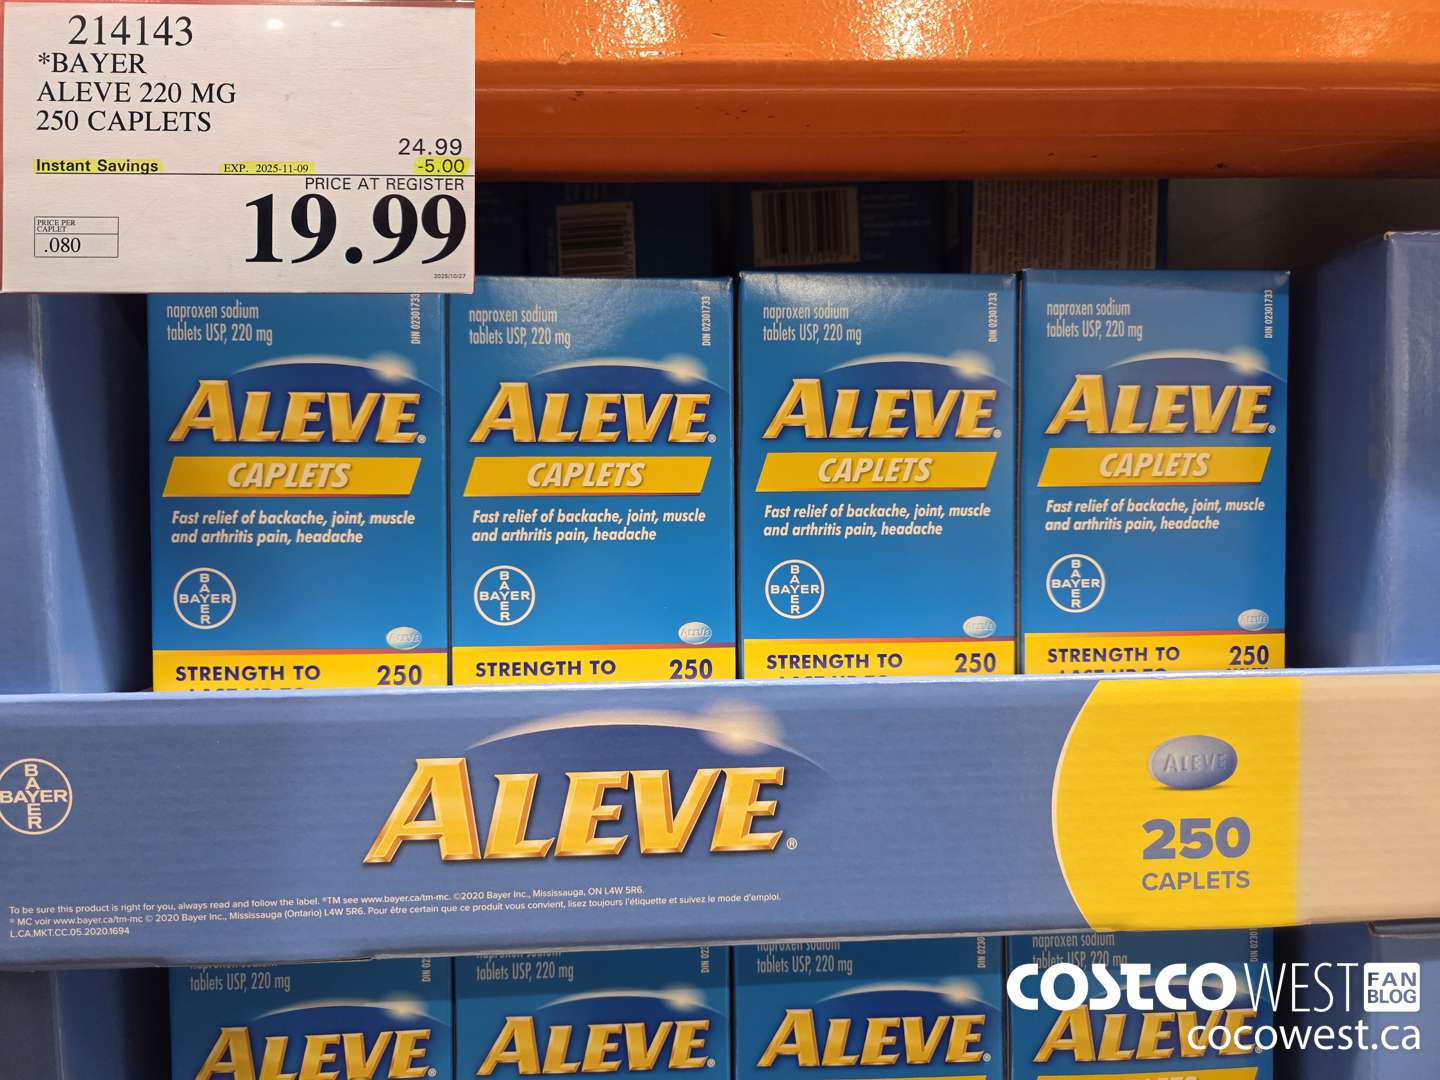 214143
*BAYER
ALEVE 220 MG
250 CAPLETS
24.99
Instant Savings EXP. 2025-11-09 -5.00
PRICE AT REGISTER
19.99
PRICE PER
CAPLET
.080
2025/10/27
naproxen sodium
tablets USP, 220 mg
DIN 02301733
ALEVE®
CAPLETS
Fast relief of backache, joint, muscle
and arthritis pain, headache
BAYER
BAYER
ALEVE
STRENGTH TO 250
naproxen sodium
tablets USP, 220 mg
DIN 02301733
ALEVE®
CAPLETS
Fast relief of backache, joint, muscle
and arthritis pain, headache
BAYER
BAYER
ALEVE
STRENGTH TO 250
naproxen sodium
tablets USP, 220 mg
DIN 02301733
ALEVE®
CAPLETS
Fast relief of backache, joint, muscle
and arthritis pain, headache
BAYER
BAYER
ALEVE
STRENGTH TO 250
naproxen sodium
tablets USP, 220 mg
DIN 02301733
ALEVE®
CAPLETS
Fast relief of backache, joint, muscle
and arthritis pain, headache
BAYER
BAYER
ALEVE
STRENGTH TO 250
BAYER
BAYER
ALEVE®
ALEVE
250
CAPLETS
To be sure this product is right for you, always read and follow the label. ®TM see www.bayer.ca/tm-mc. ©2020 Bayer Inc., Mississauga, ON L4W 5R6.
® MC voir www.bayer.ca/tm-mc © 2020 Bayer Inc., Mississauga (Ontario) L4W 5R6. Pour être certain que ce produit vous convient, lisez toujours l'étiquette et suivez le mode d'emploi.
L.CA.MKT.CC.05.2020.1694
tablets USP, 220 mg
ALEVE®
tablets USP, 220 mg
ALEVE®
naproxen sodium
tablets USP, 220 mg
ALEVE®
naproxen sodium
tablets USP, 220 mg
ALEVE
COSTCO WEST FAN
BLOG
cocowest.ca